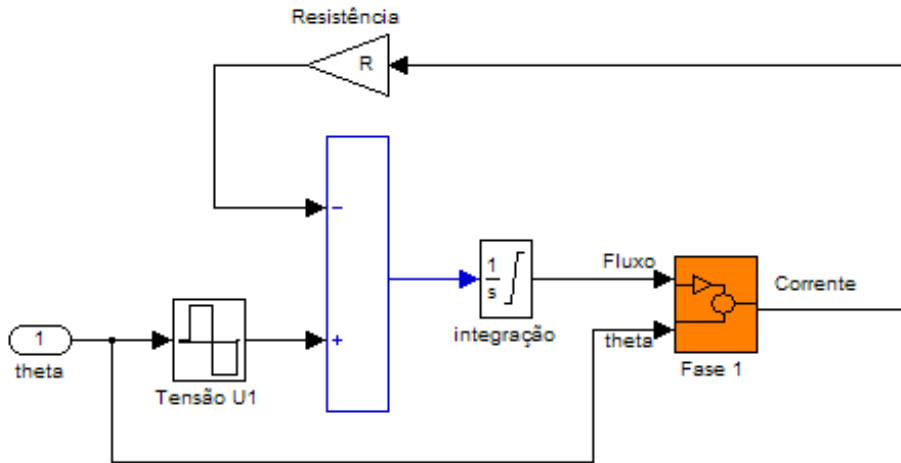 Resistência
R
−
Fluxo
Corrente
1
s
1
theta
+
integração
theta
Tensão U1
Fase 1